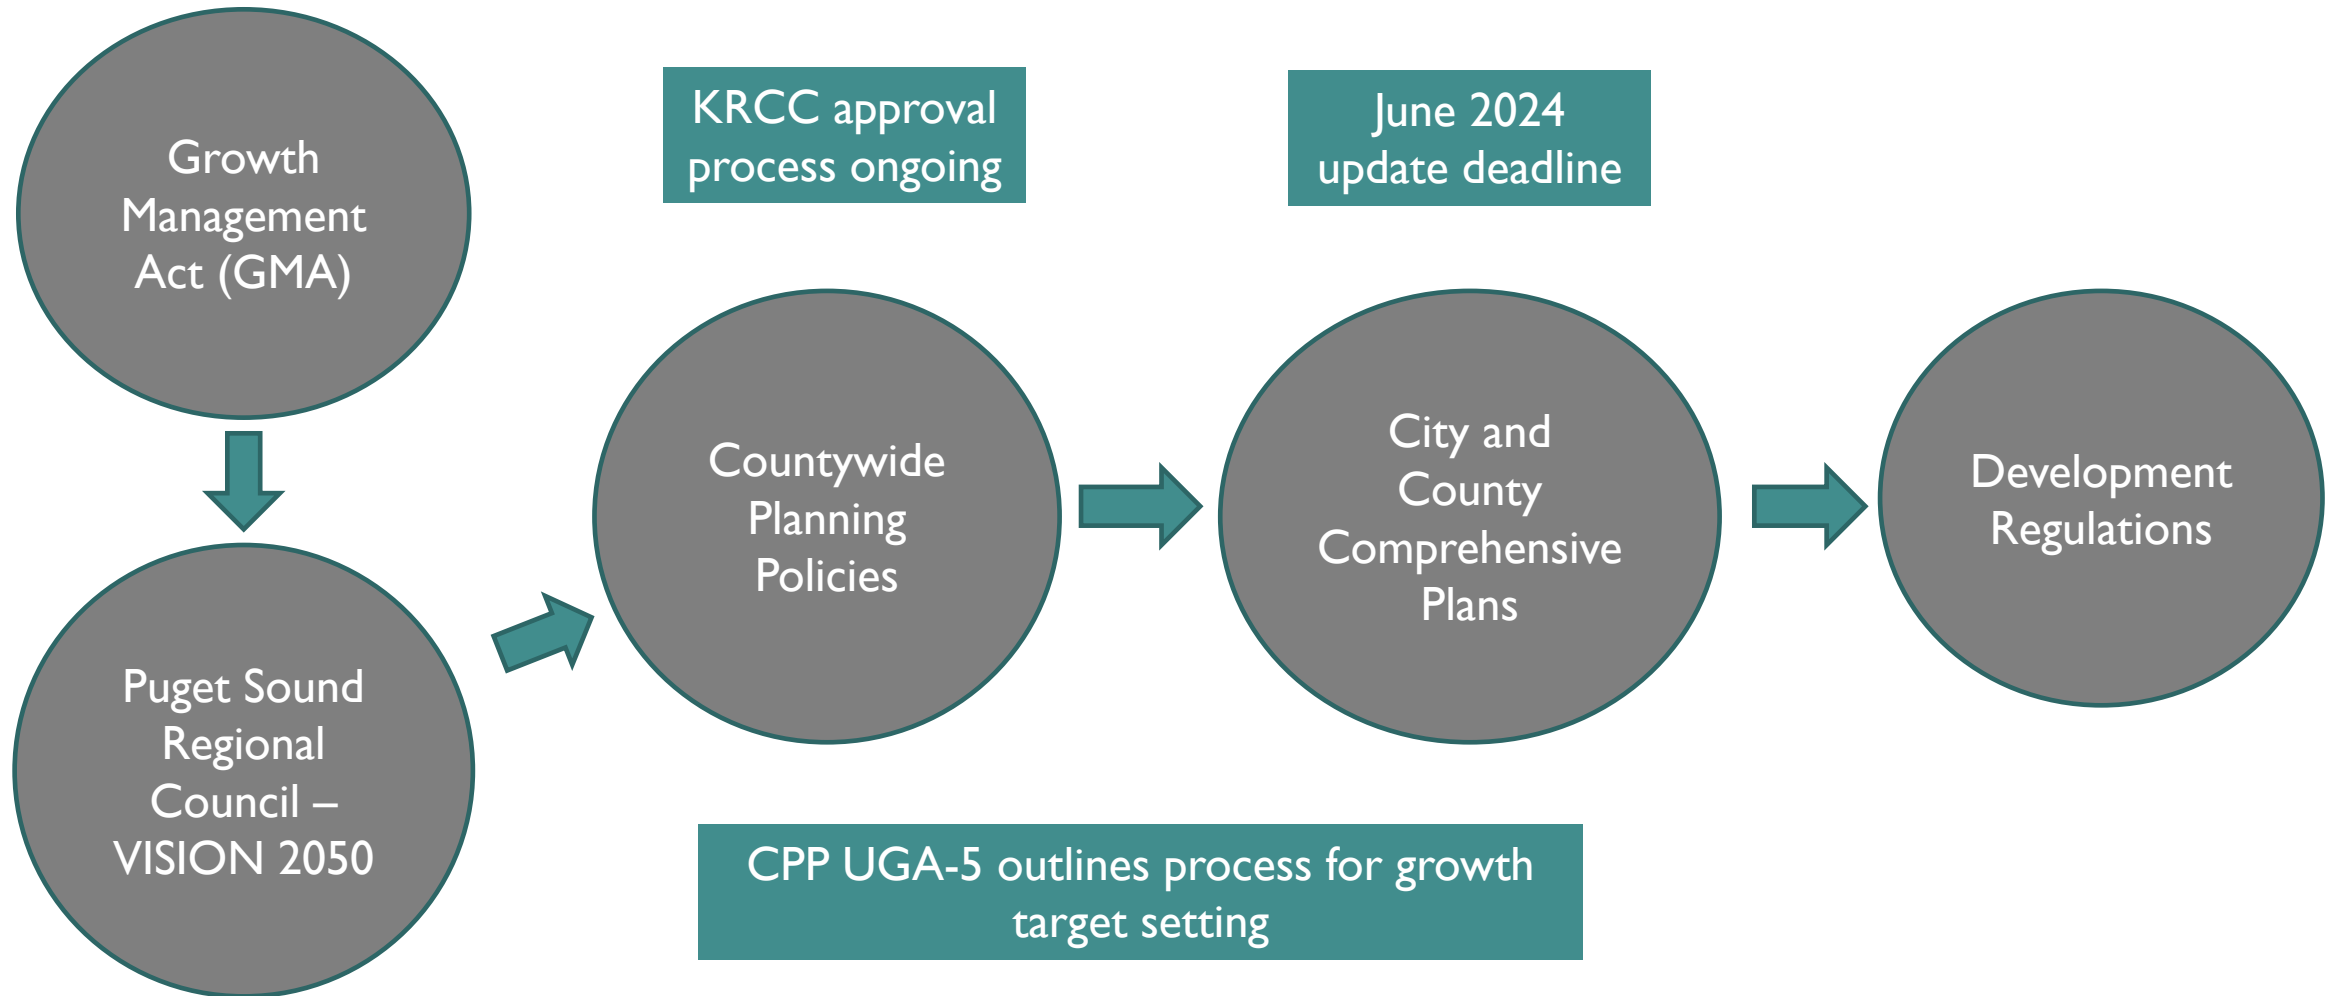 Growth
Management
Act (GMA)
KRCC approval
process ongoing
June 2024
update deadline
Puget Sound
Regional
Council –
VISION 2050
Countywide
Planning
Policies
City and
County
Comprehensive
Plans
Development
Regulations
CPP UGA-5 outlines process for growth
target setting